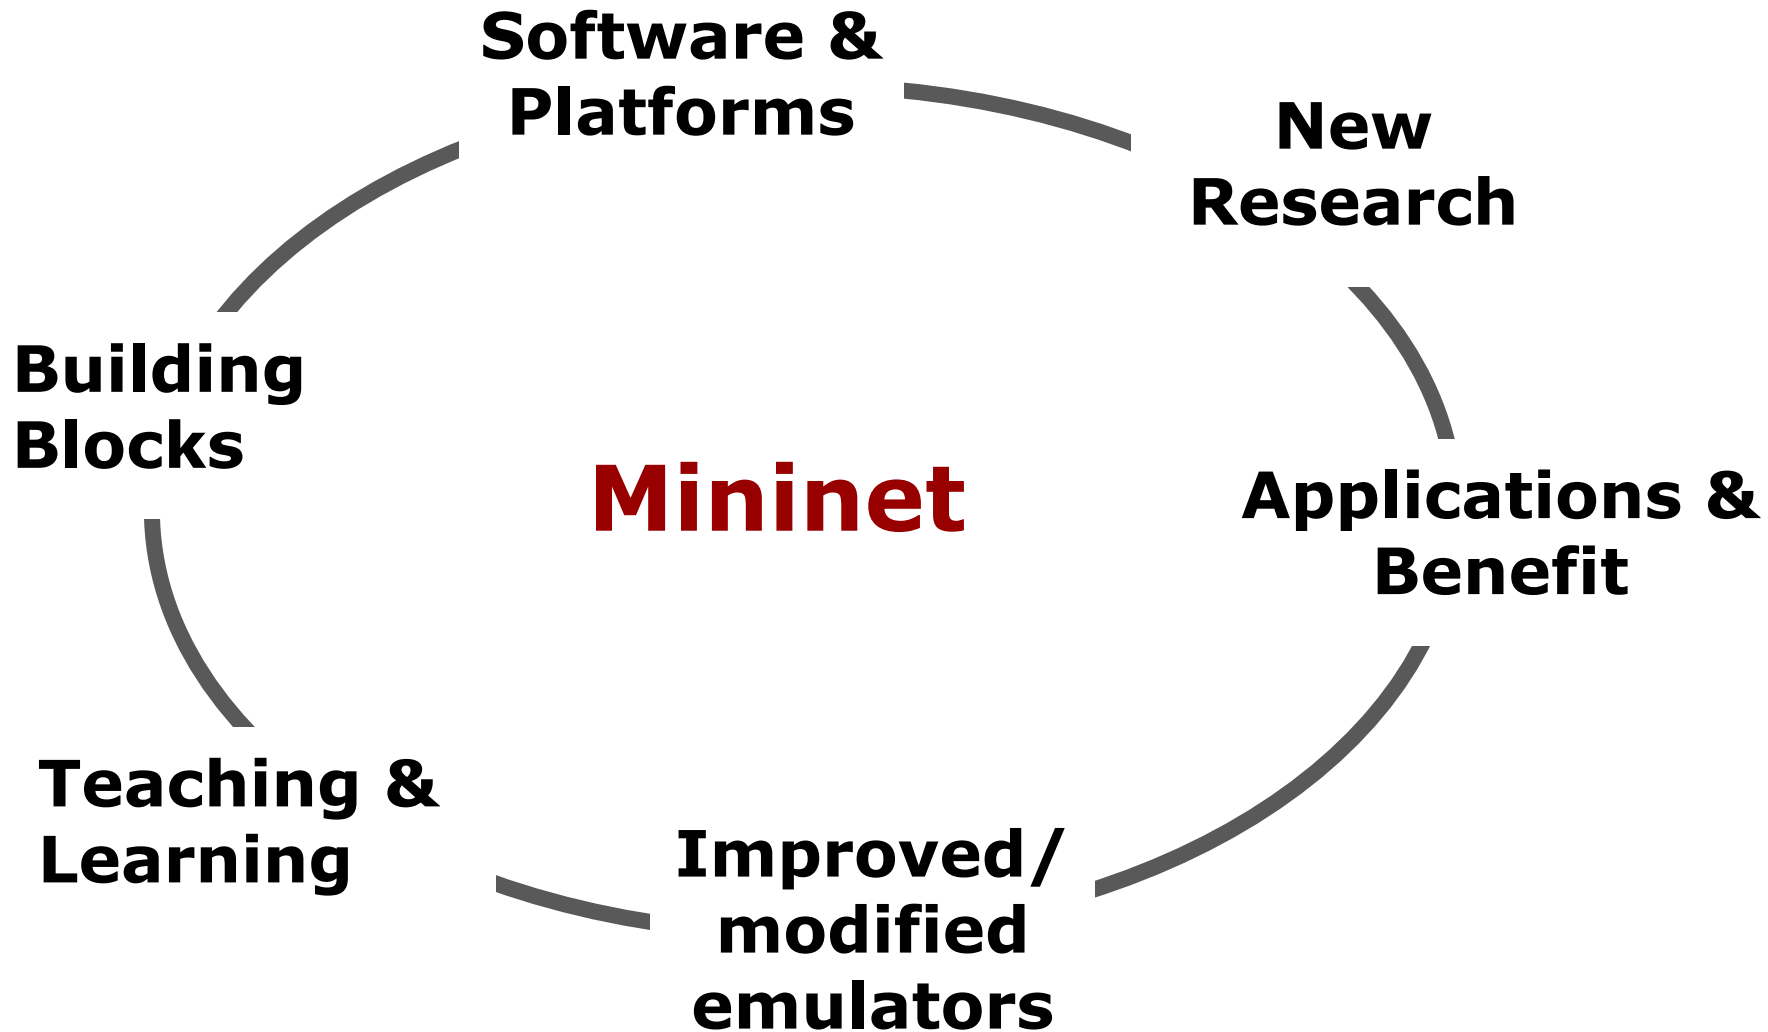 Software &
Platforms
New
Research
Building
Blocks
Mininet
Applications &
Benefit
Teaching &
Learning
Improved/
modified
emulators